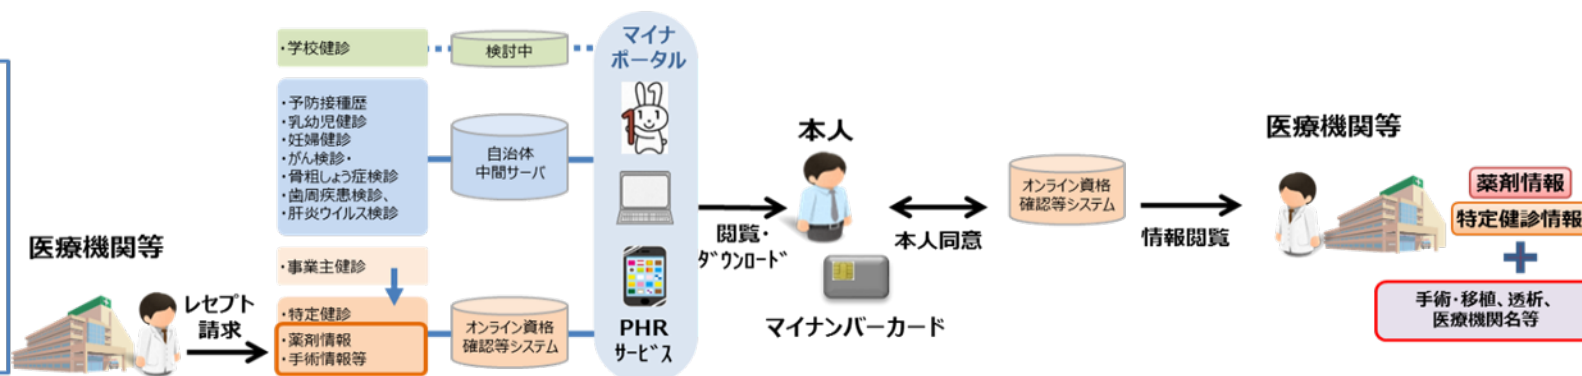 医療機関等
レセプト
請求
・学校健診
・予防接種歴
・乳幼児健診
・妊婦健診
・がん検診・
・骨粗しょう症検診
・歯周疾患検診、
・肝炎ウイルス検診
・事業主健診
・特定健診
・薬剤情報
・手術情報等
検討中
自治体
中間サーバ
オンライン資格
確認等システム
マイナ
ポータル
1
PHR
サービス
閲覧・
ダウンロード
本人
マイナンバーカード
本人同意
オンライン資格
確認等システム
情報閲覧
医療機関等
薬剤情報
特定健診情報
手術・移植、透析、
医療機関名等